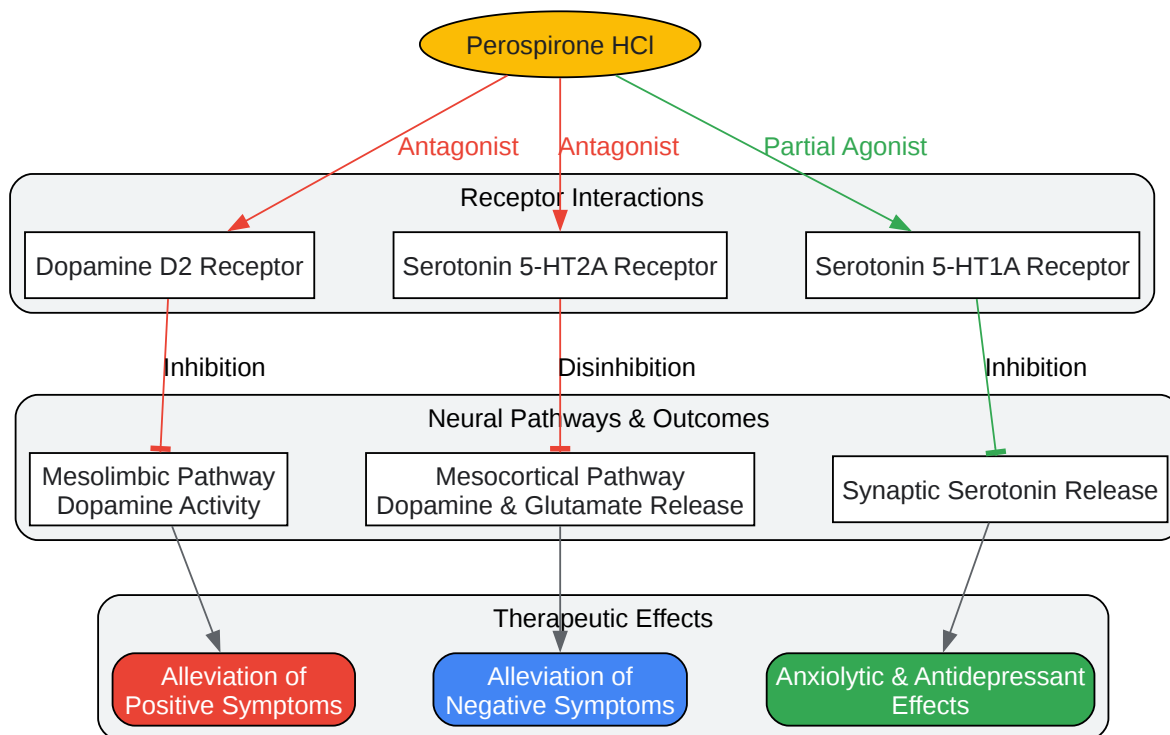 Perospirone HCl
Antagonist
Antagonist
Partial Agonist
Receptor Interactions
Dopamine D2 Receptor
Serotonin 5-HT2A Receptor
Serotonin 5-HT1A Receptor
Inhibition
Disinhibition
Inhibition
Neural Pathways & Outcomes
Mesolimbic Pathway
Dopamine Activity
Mesocortical Pathway
Dopamine & Glutamate Release
Synaptic Serotonin Release
Therapeutic Effects
Alleviation of
Positive Symptoms
Alleviation of
Negative Symptoms
Anxiolytic & Antidepressant
Effects